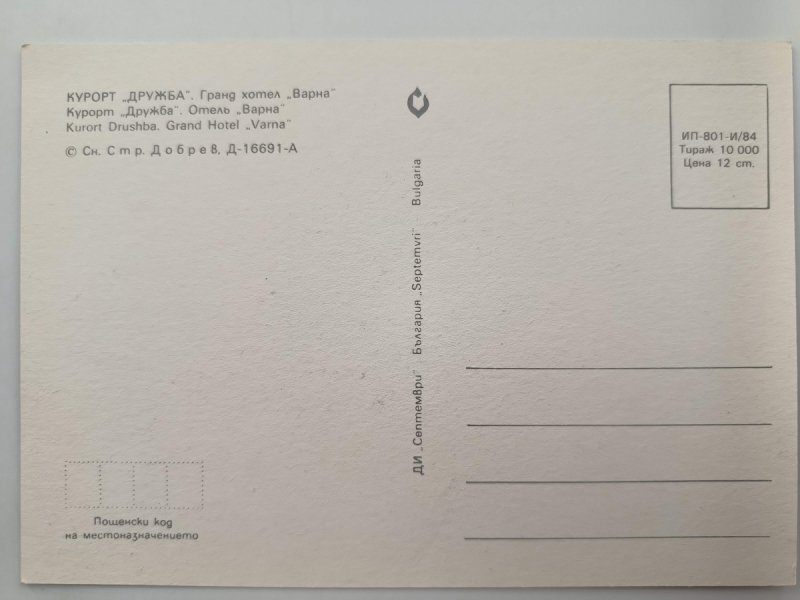 КУРОРТ „ДРУЖБА". Гранд хотел „Варна"
Курорт „Дружба". Отель „Варна"
Kurort Drushba. Grand Hotel „Varna"
© Сн. Стр. Добрев, Д-16691-А
ДИ „Септември" България „Septemvri" Bulgaria
ИП-801-И/84
Тираж 10 000
Цена 12 ст.
Пощенски код
на местоназначението